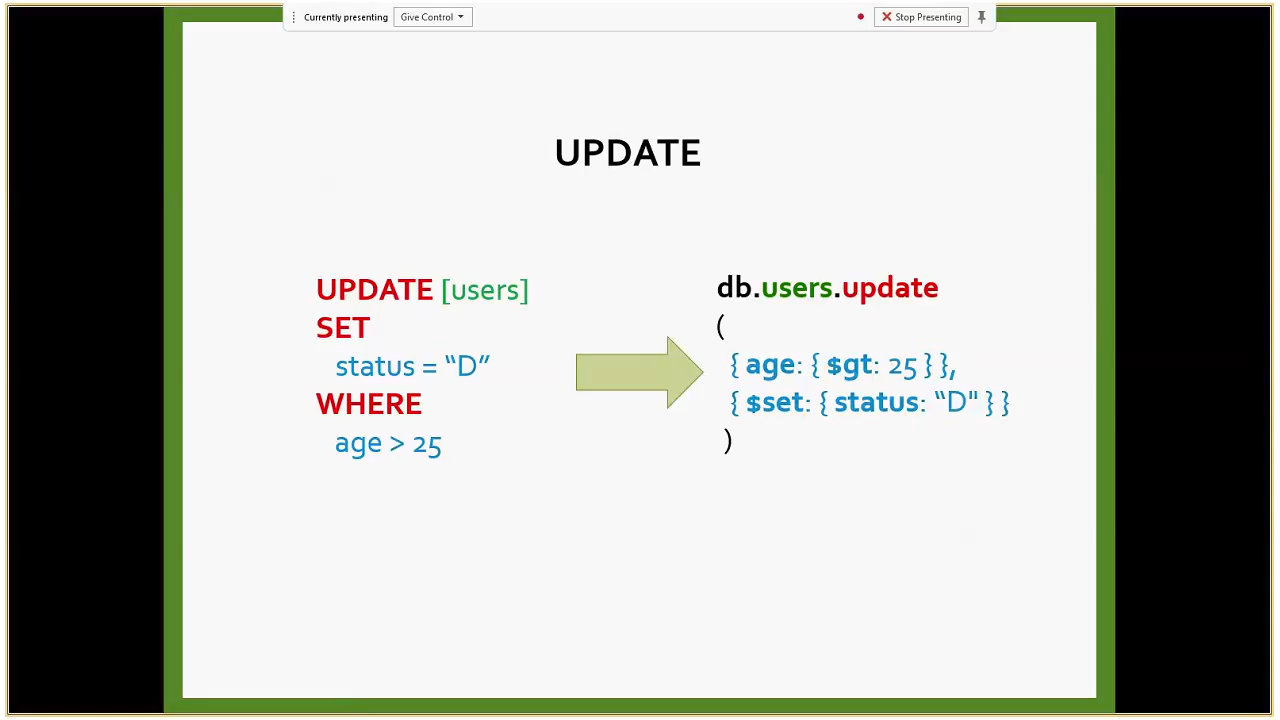 Currently presenting Give Control Stop Presenting
UPDATE
UPDATE [users]
SET
status = “D”
WHERE
age > 25
db.users.update
(
{ age: { $gt: 25 } },
{ $set: { status: “D" } }
)